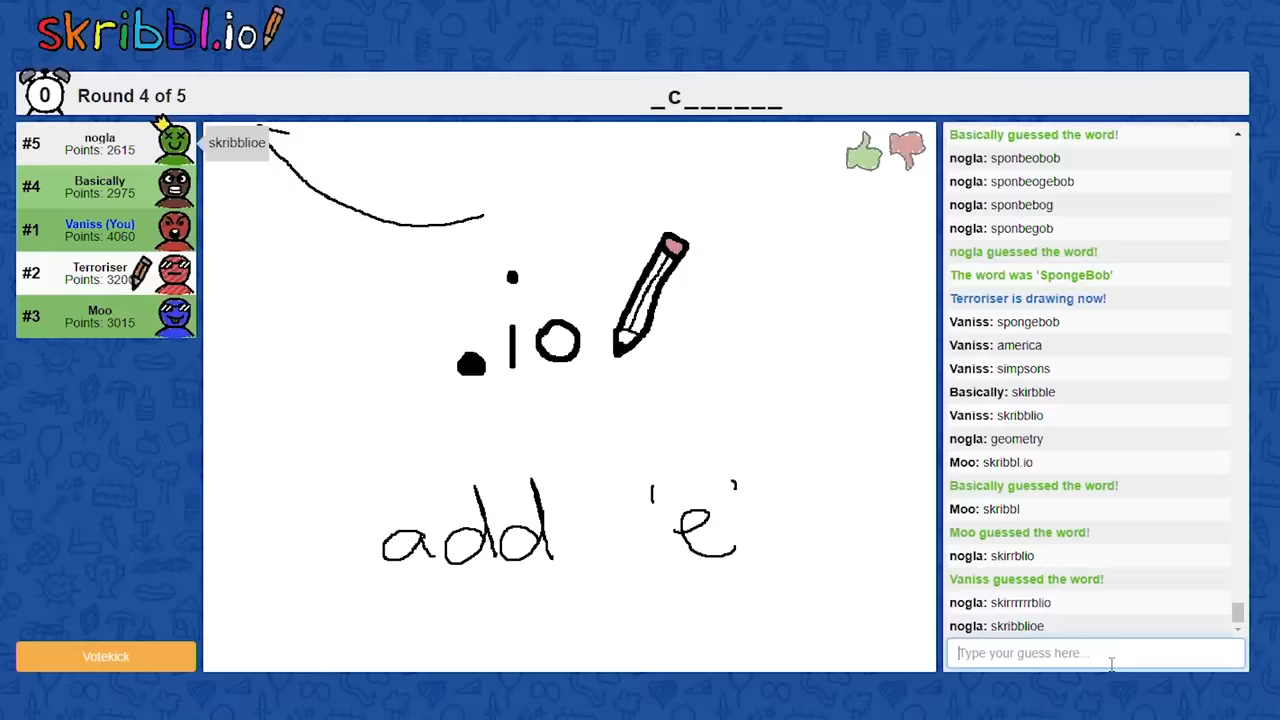 skribbl.io
0
Round 4 of 5
_c______
#5
nogla
Points: 2615
#4
Basically
Points: 2975
#1
Vaniss (You)
Points: 4060
#2
Terroriser
Points: 3200
#3
Moo
Points: 3015
Votekick
skribblioe
.io
add 'e'
Basically guessed the word!
nogla: sponbeobob
nogla: sponbeogebob
nogla: sponbebog
nogla: sponbegob
nogla guessed the word!
The word was 'SpongeBob'
Terroriser is drawing now!
Vaniss: spongebob
Vaniss: america
Vaniss: simpsons
Basically: skirbble
Vaniss: skribblio
nogla: geometry
Moo: skribbl.io
Basically guessed the word!
Moo: skribbl
Moo guessed the word!
nogla: skirrblio
Vaniss guessed the word!
nogla: skirrrrrrblio
nogla: skribblioe
Type your guess here...